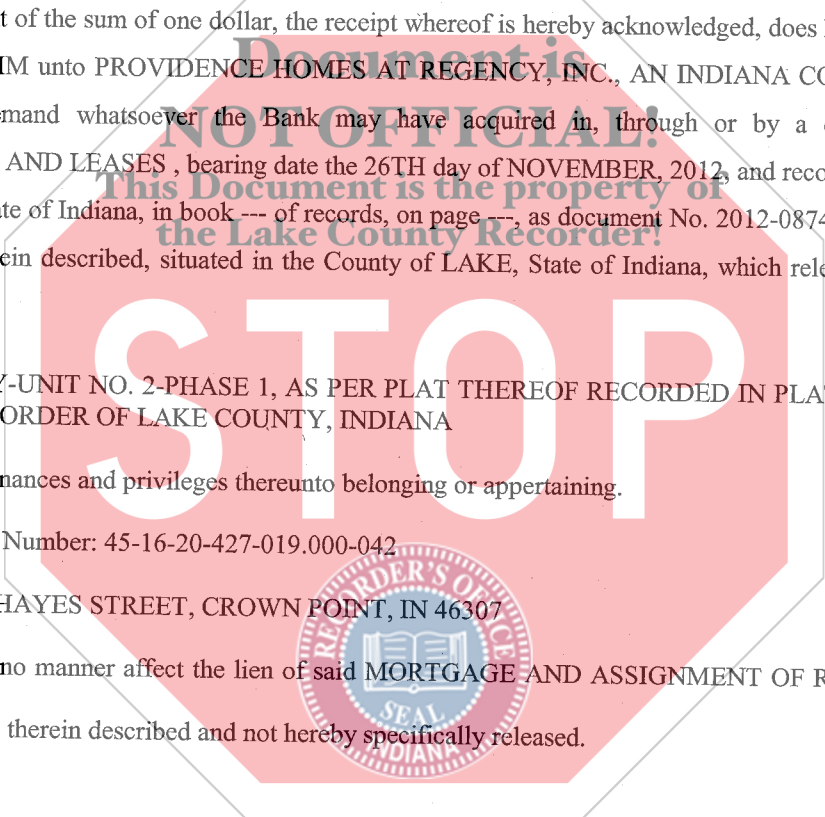 t of the sum of one dollar, the receipt whereof is hereby acknowledged, does
Document is
IM unto PROVIDENCE HOMES AT REGENCY, INC., AN INDIANA CO
NOT OFFICIAL!
mand whatsoever the Bank may have acquired in, through or by a
AND LEASES , bearing date the 26TH day of NOVEMBER, 2012, and reco
This Document is the property of
te of Indiana, in book --- of records, on page ---, as document No. 2012-0874
the Lake County Recorder!
ein described, situated in the County of LAKE, State of Indiana, which rele
STOP
Y-UNIT NO. 2-PHASE 1, AS PER PLAT THEREOF RECORDED IN PLA
ORDER OF LAKE COUNTY, INDIANA
nances and privileges thereunto belonging or appertaining.
Number: 45-16-20-427-019.000-042
HAYES STREET, CROWN POINT, IN 46307
RECORDER'S OFFICE
no manner affect the lien of said MORTGAGE AND ASSIGNMENT OF R
SEAL
therein described and not hereby specifically released.
INDIANA